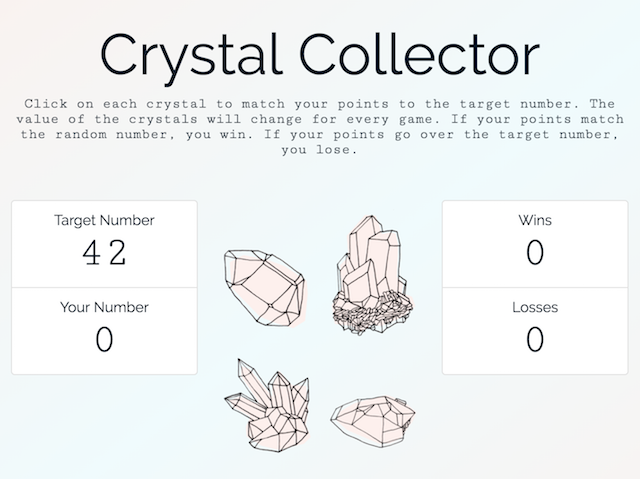 Crystal Collector
Click on each crystal to match your points to the target number. The
value of the crystals will change for every game. If your points match
the random number, you win. If your points go over the target number,
you lose.
Target Number
42
Your Number
0
Wins
0
Losses
0